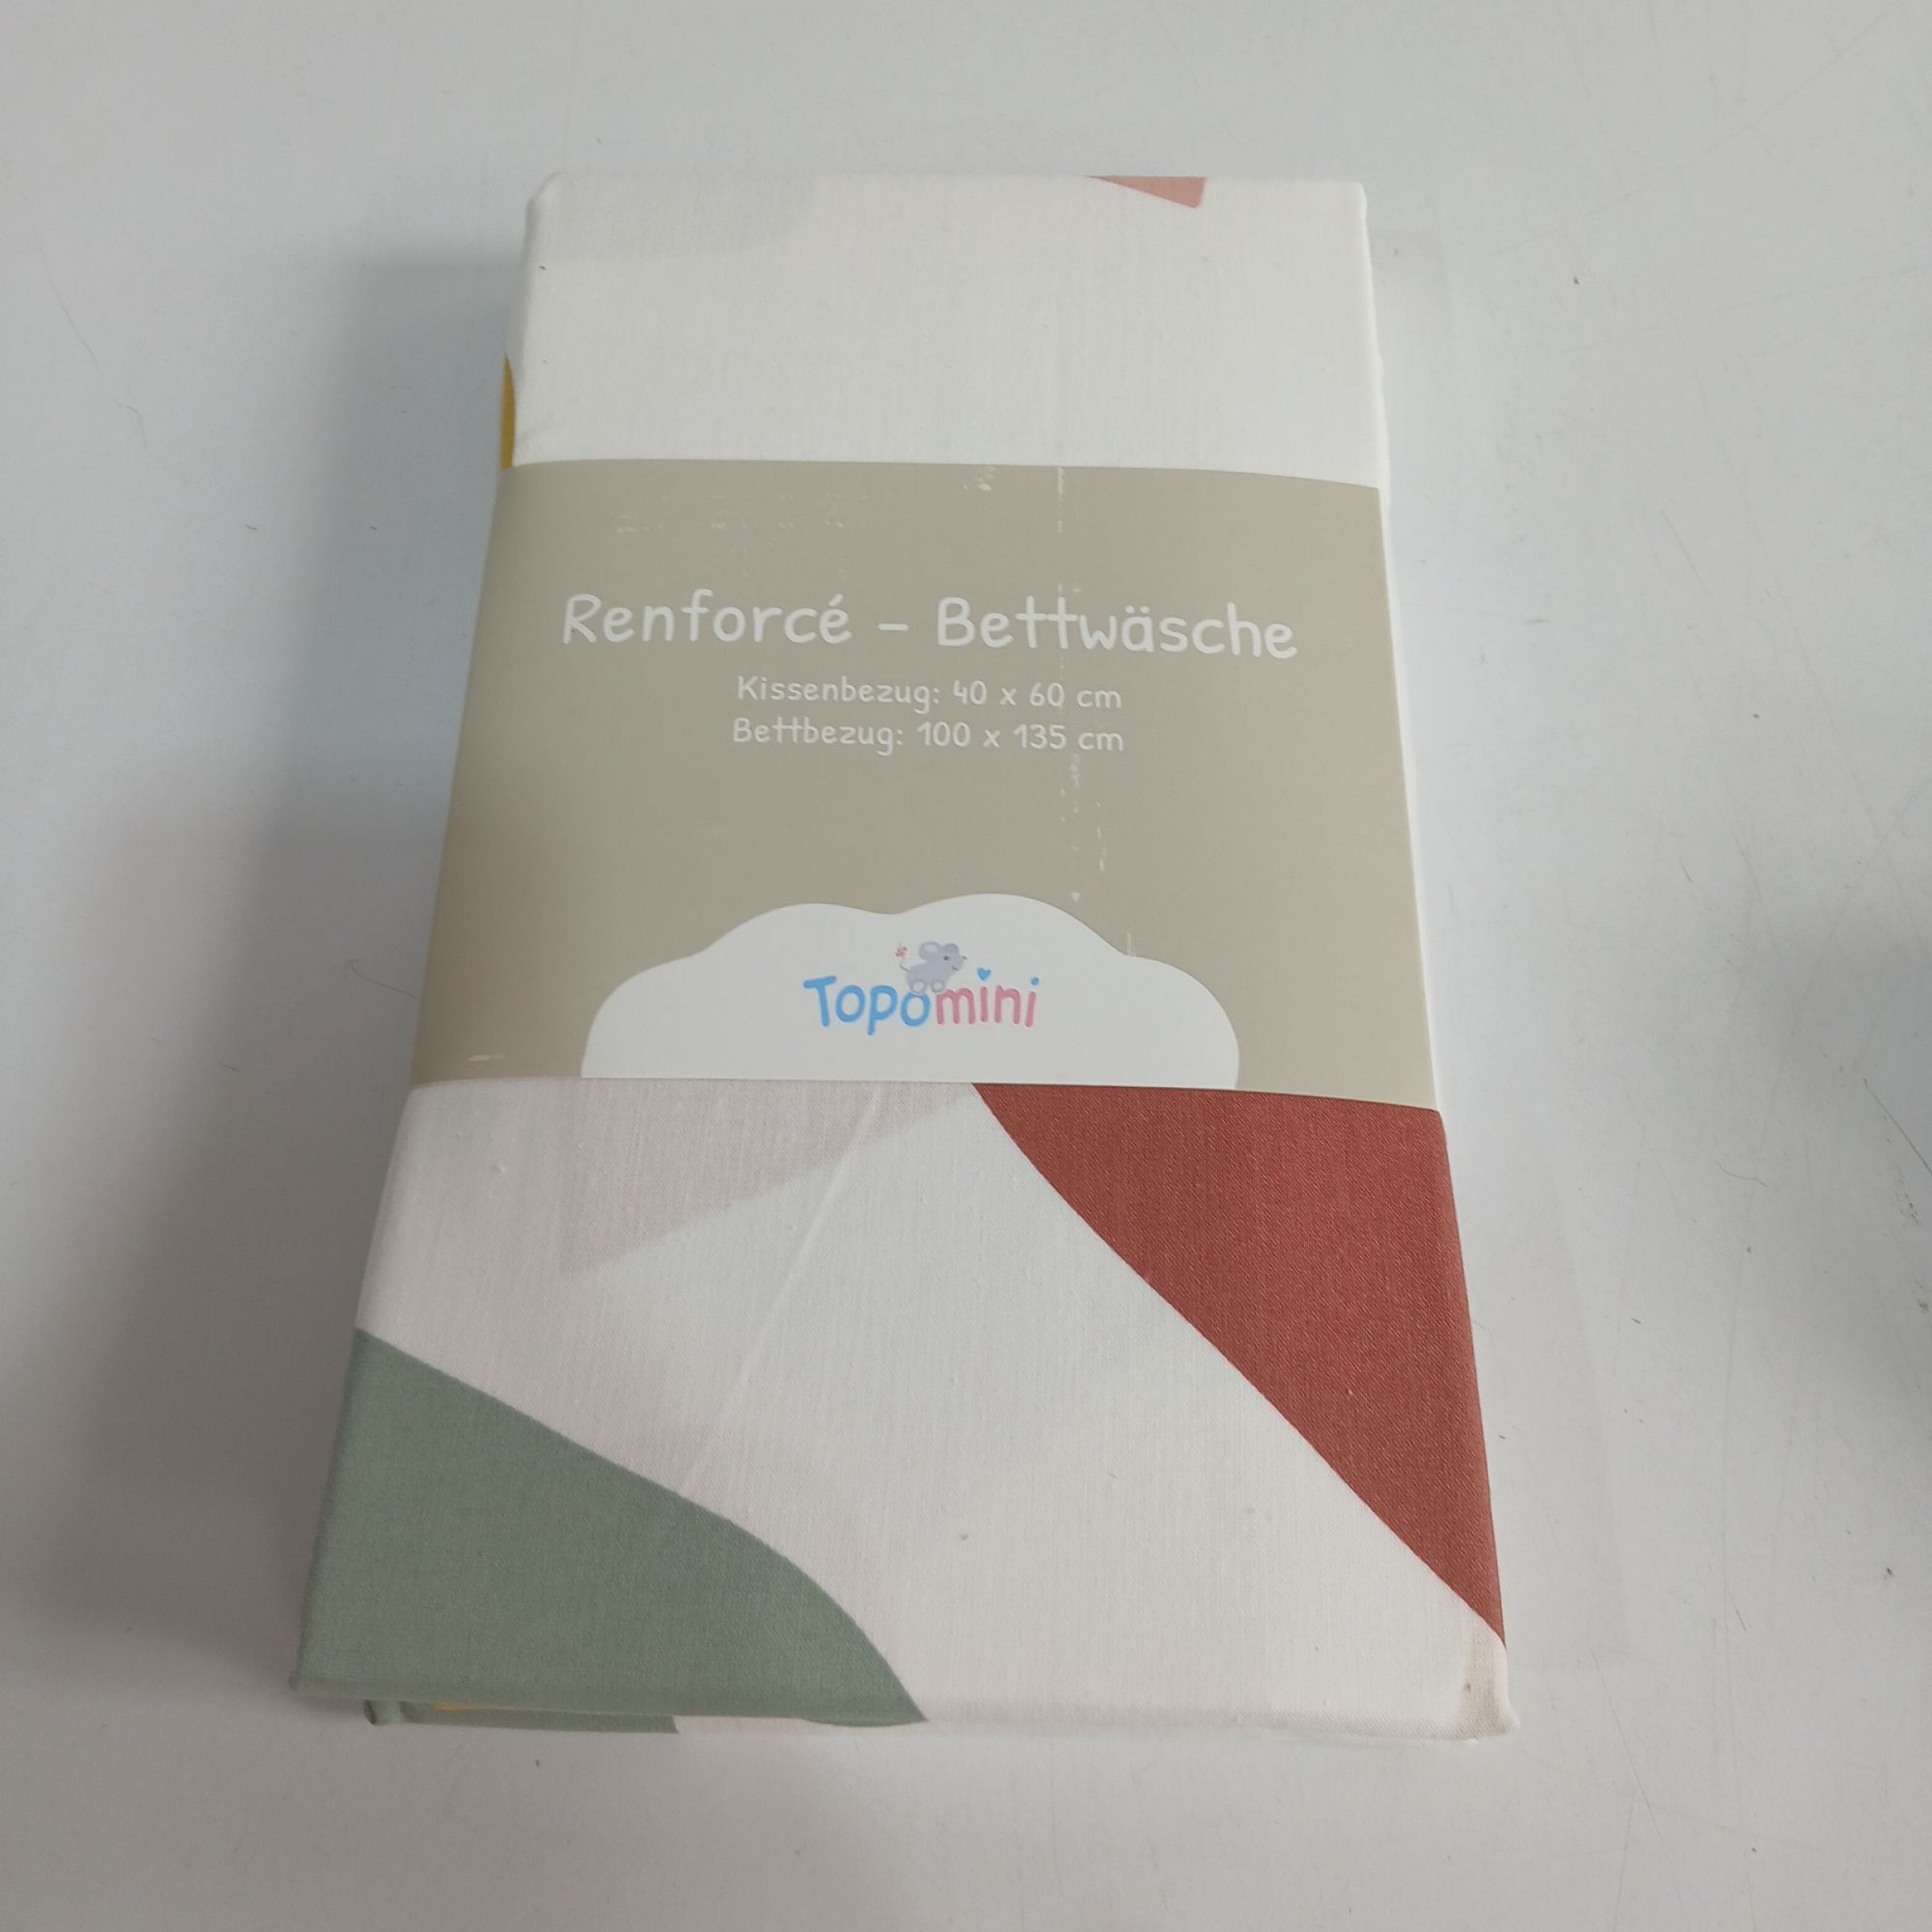 Renforcé - Bettwäsche
Kissenbezug: 40 x 60 cm
Bettbezug: 100 x 135 cm
Topomini